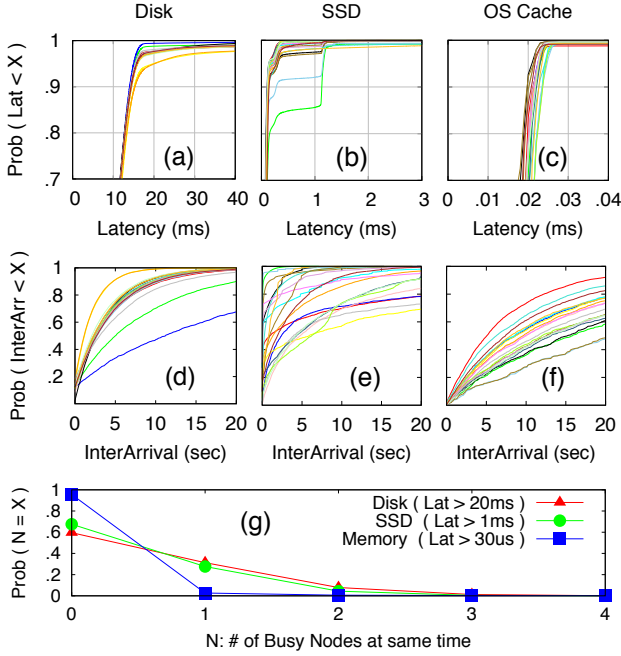 Disk SSD OS Cache
Prob ( Lat < X )
1
.9
.8
.7
(a) (b) (c)
0 10 20 30 40 0 1 2 3 0 .01 .02 .03 .04
Latency (ms) Latency (ms) Latency (ms)
Prob ( InterArr < X )
1
.8
.6
.4
.2
(d) (e) (f)
0 5 10 15 20 0 5 10 15 20 0 5 10 15 20
InterArrival (sec) InterArrival (sec) InterArrival (sec)
Prob ( N = X )
1
.8
.6
.4
.2
0
(g)
Disk ( Lat > 20ms )
SSD ( Lat > 1ms )
Memory ( Lat > 30us )
0 1 2 3 4
N: # of Busy Nodes at same time